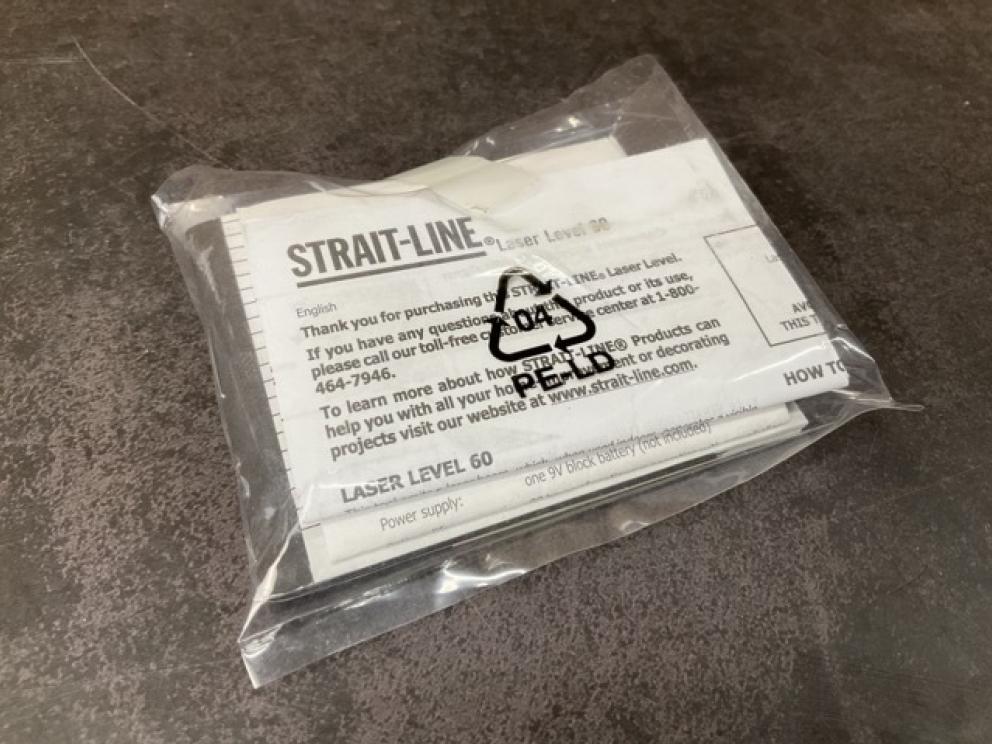 STRAIT-LINE® Laser Level 60
English
Thank you for purchasing this STRAIT-LINE® Laser Level.
If you have any questions about this product or its use,
please call our toll-free customer service center at 1-800-
464-7946.
To learn more about how STRAIT-LINE® Products can
help you with all your home improvement or decorating
projects visit our website at www.strait-line.com.
LASER LEVEL 60
Power supply: one 9V block battery (not included)
04
PE-LD
THIS
HOW TO